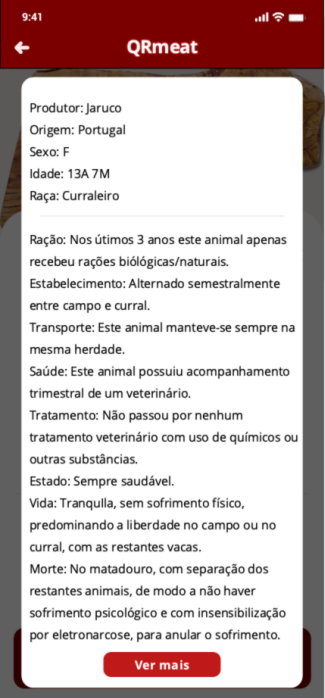 9:41
QRmeat
Produtor: Jaruco
Origem: Portugal
Sexo: F
Idade: 13A 7M
Raça: Curraleiro
Ração: Nos útimos 3 anos este animal apenas
recebeu rações biólógicas/naturais.
Estabelecimento: Alternado semestralmente
entre campo e curral.
Transporte: Este animal manteve-se sempre na
mesma herdade.
Saúde: Este animal possuiu acompanhamento
trimestral de um veterinário.
Tratamento: Não passou por nenhum
tratamento veterinário com uso de químicos ou
outras substâncias.
Estado: Sempre saudável.
Vida: Tranqulla, sem sofrimento físico,
predominando a liberdade no campo ou no
curral, com as restantes vacas.
Morte: No matadouro, com separação dos
restantes animais, de modo a não haver
sofrimento psicológico e com insensibilização
por eletronarcose, para anular o sofrimento.
Ver mais